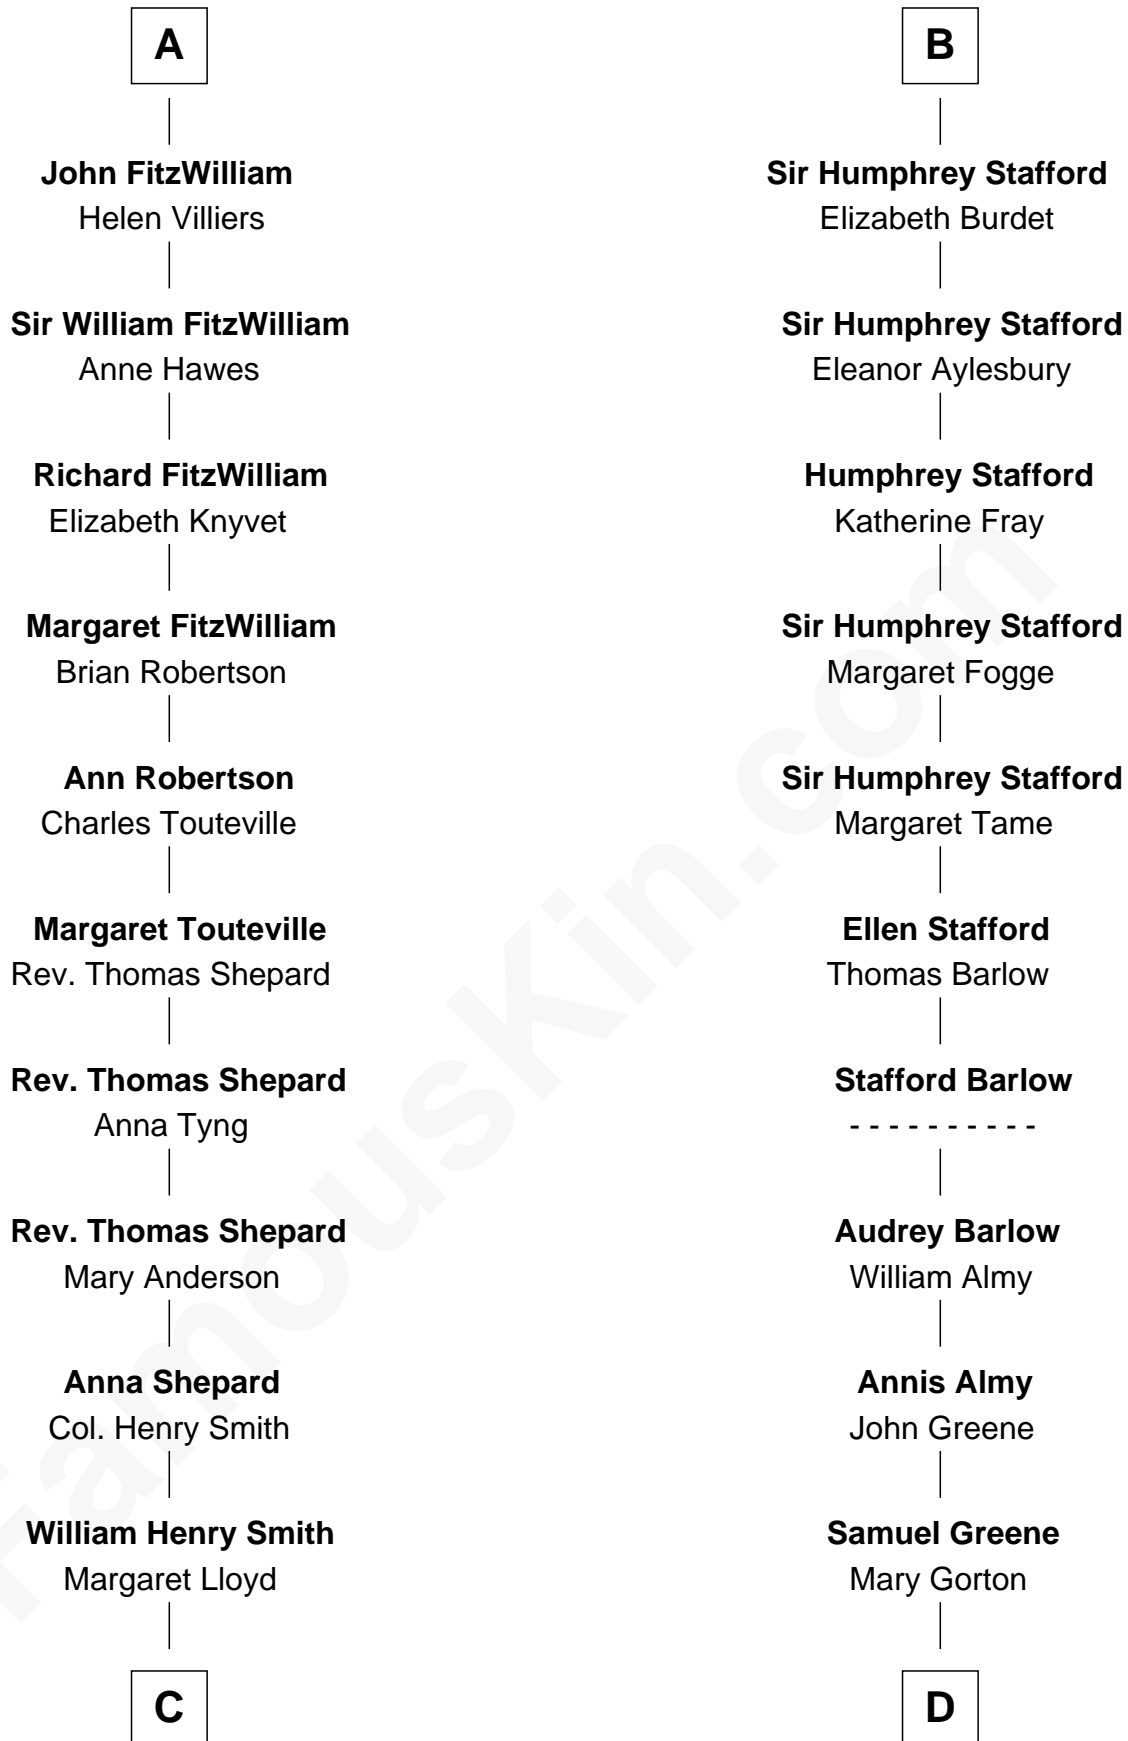 A
John FitzWilliam
Helen Villiers
Sir William FitzWilliam
Anne Hawes
Richard FitzWilliam
Elizabeth Knyvet
Margaret FitzWilliam
Brian Robertson
Ann Robertson
Charles Touteville
Margaret Touteville
Rev. Thomas Shepard
Rev. Thomas Shepard
Anna Tyng
Rev. Thomas Shepard
Mary Anderson
Anna Shepard
Col. Henry Smith
William Henry Smith
Margaret Lloyd
C
B
Sir Humphrey Stafford
Elizabeth Burdet
Sir Humphrey Stafford
Eleanor Aylesbury
Humphrey Stafford
Katherine Fray
Sir Humphrey Stafford
Margaret Fogge
Sir Humphrey Stafford
Margaret Tame
Ellen Stafford
Thomas Barlow
Stafford Barlow
- - - - - - - - - -
Audrey Barlow
William Almy
Annis Almy
John Greene
Samuel Greene
Mary Gorton
D
FamousKin.com